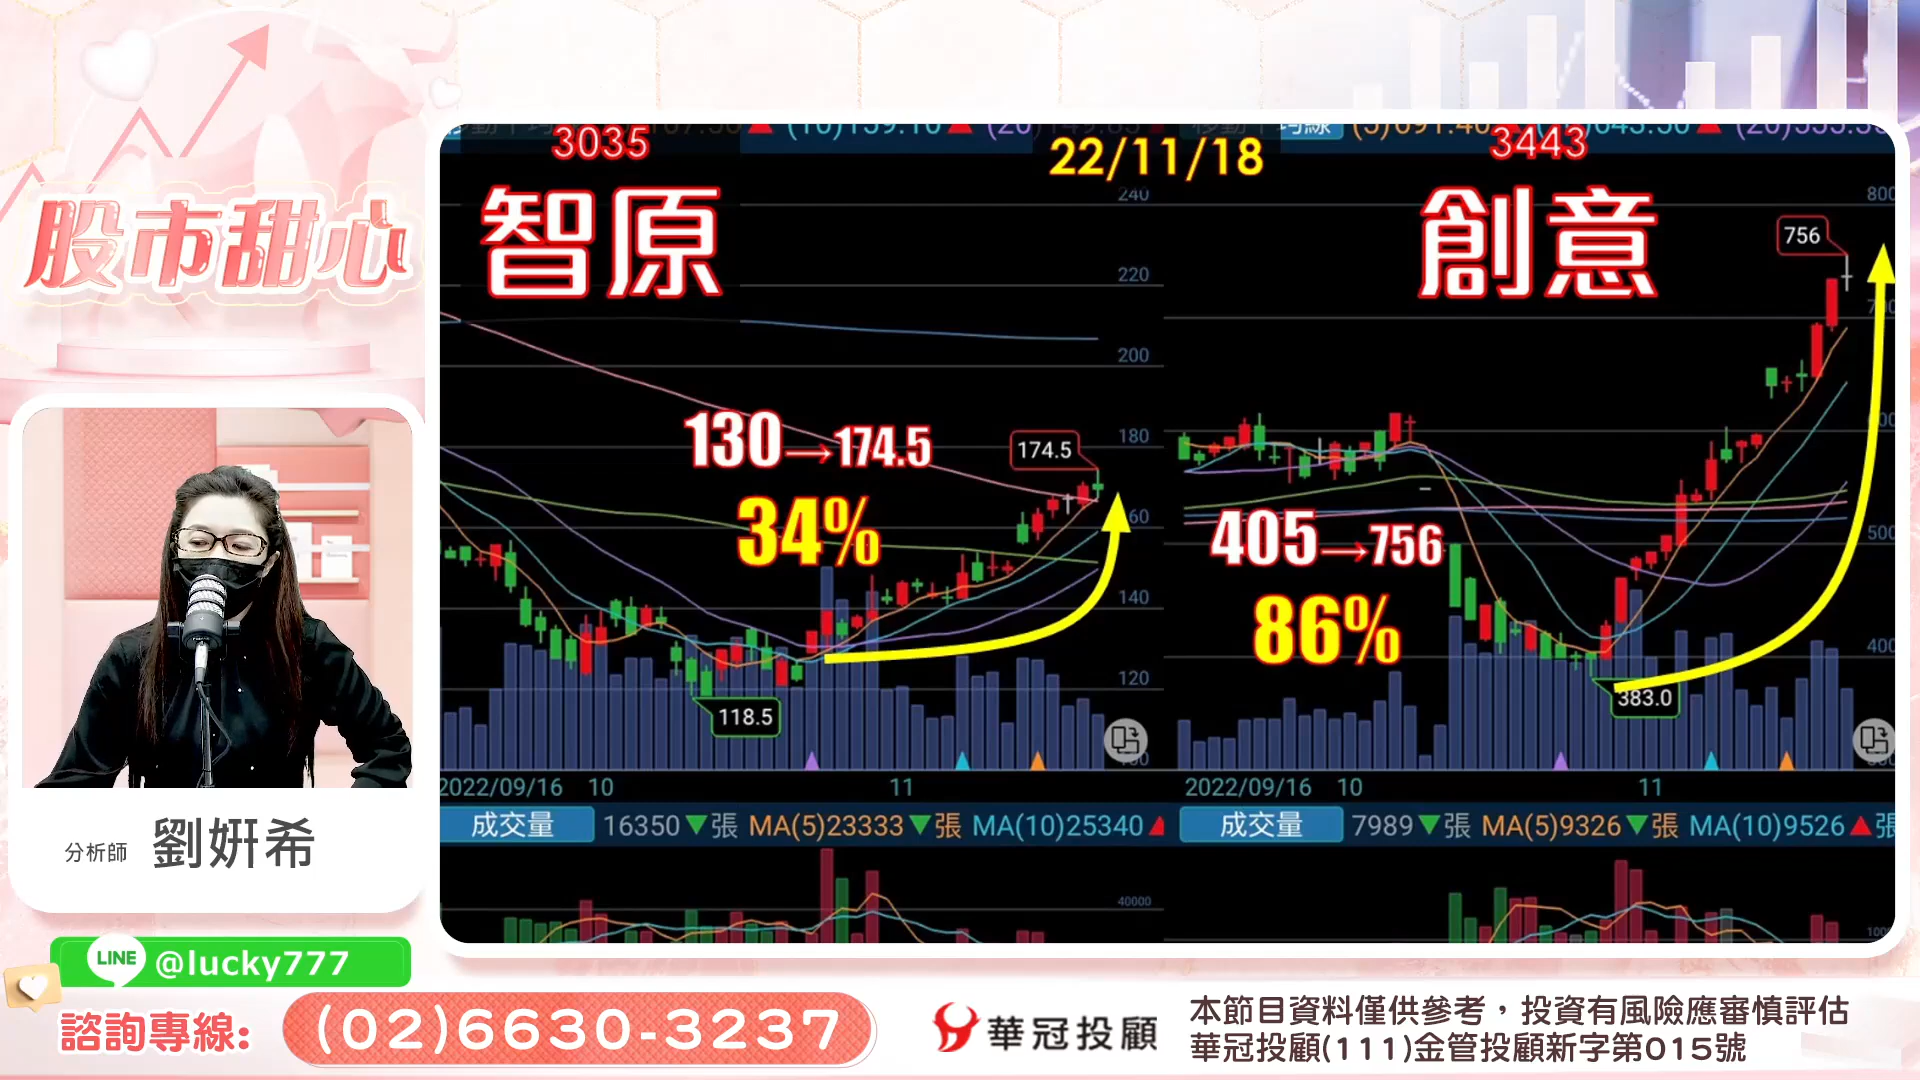 股市甜心
分析師 劉妍希
LINE @lucky777
諮詢專線: (02)6630-3237
華冠投顧
本節目資料僅供參考，投資有風險應審慎評估
華冠投顧(111)金管投顧新字第015號
22/11/18
3035
智原
130→174.5
34%
174.5
118.5
240
220
200
180
160
140
120
2022/09/16 10 11
成交量 16350▼張 MA(5)23333▼張 MA(10)25340▲
40000
3443
創意
405→756
86%
756
383.0
800
500
400
2022/09/16 10 11
成交量 7989▼張 MA(5)9326▼張 MA(10)9526▲張